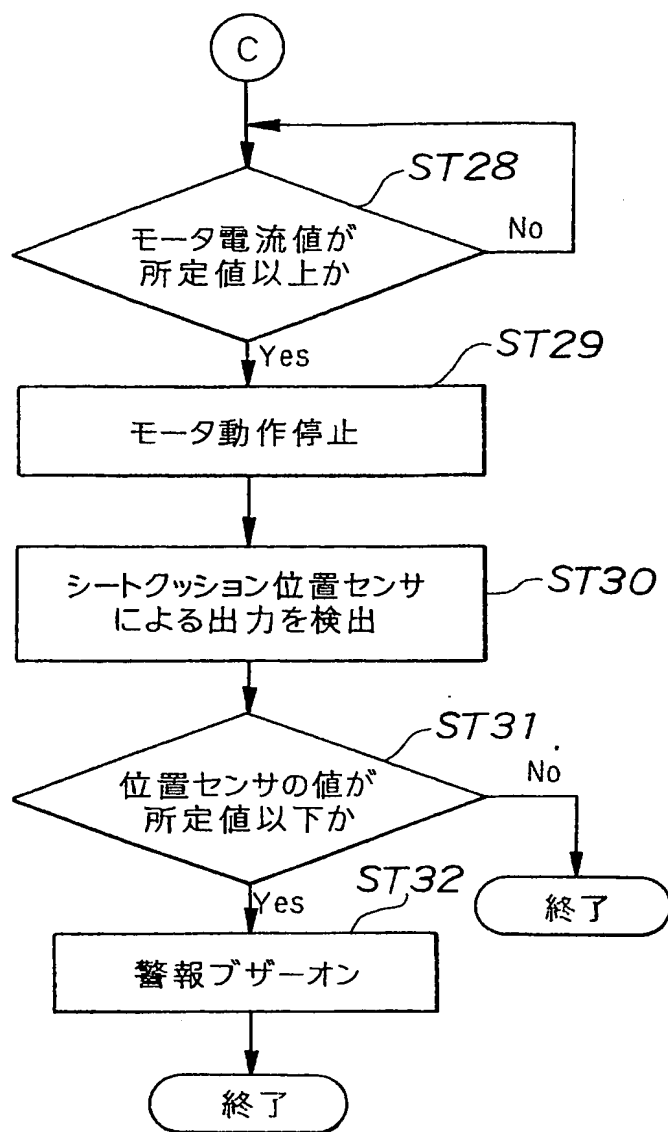 C
ST28
モータ電流値が
所定値以上か
No
Yes
ST29
モータ動作停止
シートクッション位置センサ
による出力を検出
ST30
ST31
位置センサの値が
所定値以下か
No
Yes
終了
ST32
警報ブザーオン
終了